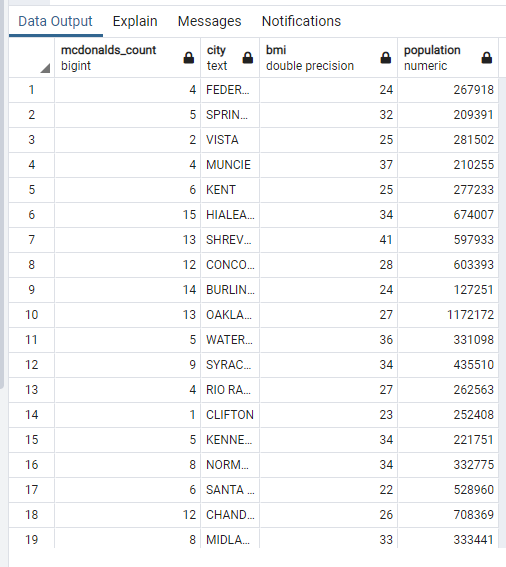 Data Output Explain Messages Notifications
mcdonalds_count city bmi population
bigint text double precision numeric
1 4 FEDER... 24 267918
2 5 SPRIN... 32 209391
3 2 VISTA 25 281502
4 4 MUNCIE 37 210255
5 6 KENT 25 277233
6 15 HIALEA... 34 674007
7 13 SHREV... 41 597933
8 12 CONCO... 28 603393
9 14 BURLIN... 24 127251
10 13 OAKLA... 27 1172172
11 5 WATER... 36 331098
12 9 SYRAC... 34 435510
13 4 RIO RA... 27 262563
14 1 CLIFTON 23 252408
15 5 KENNE... 34 221751
16 8 NORM... 34 332775
17 6 SANTA ... 22 528960
18 12 CHAND... 26 708369
19 8 MIDLA... 33 333441